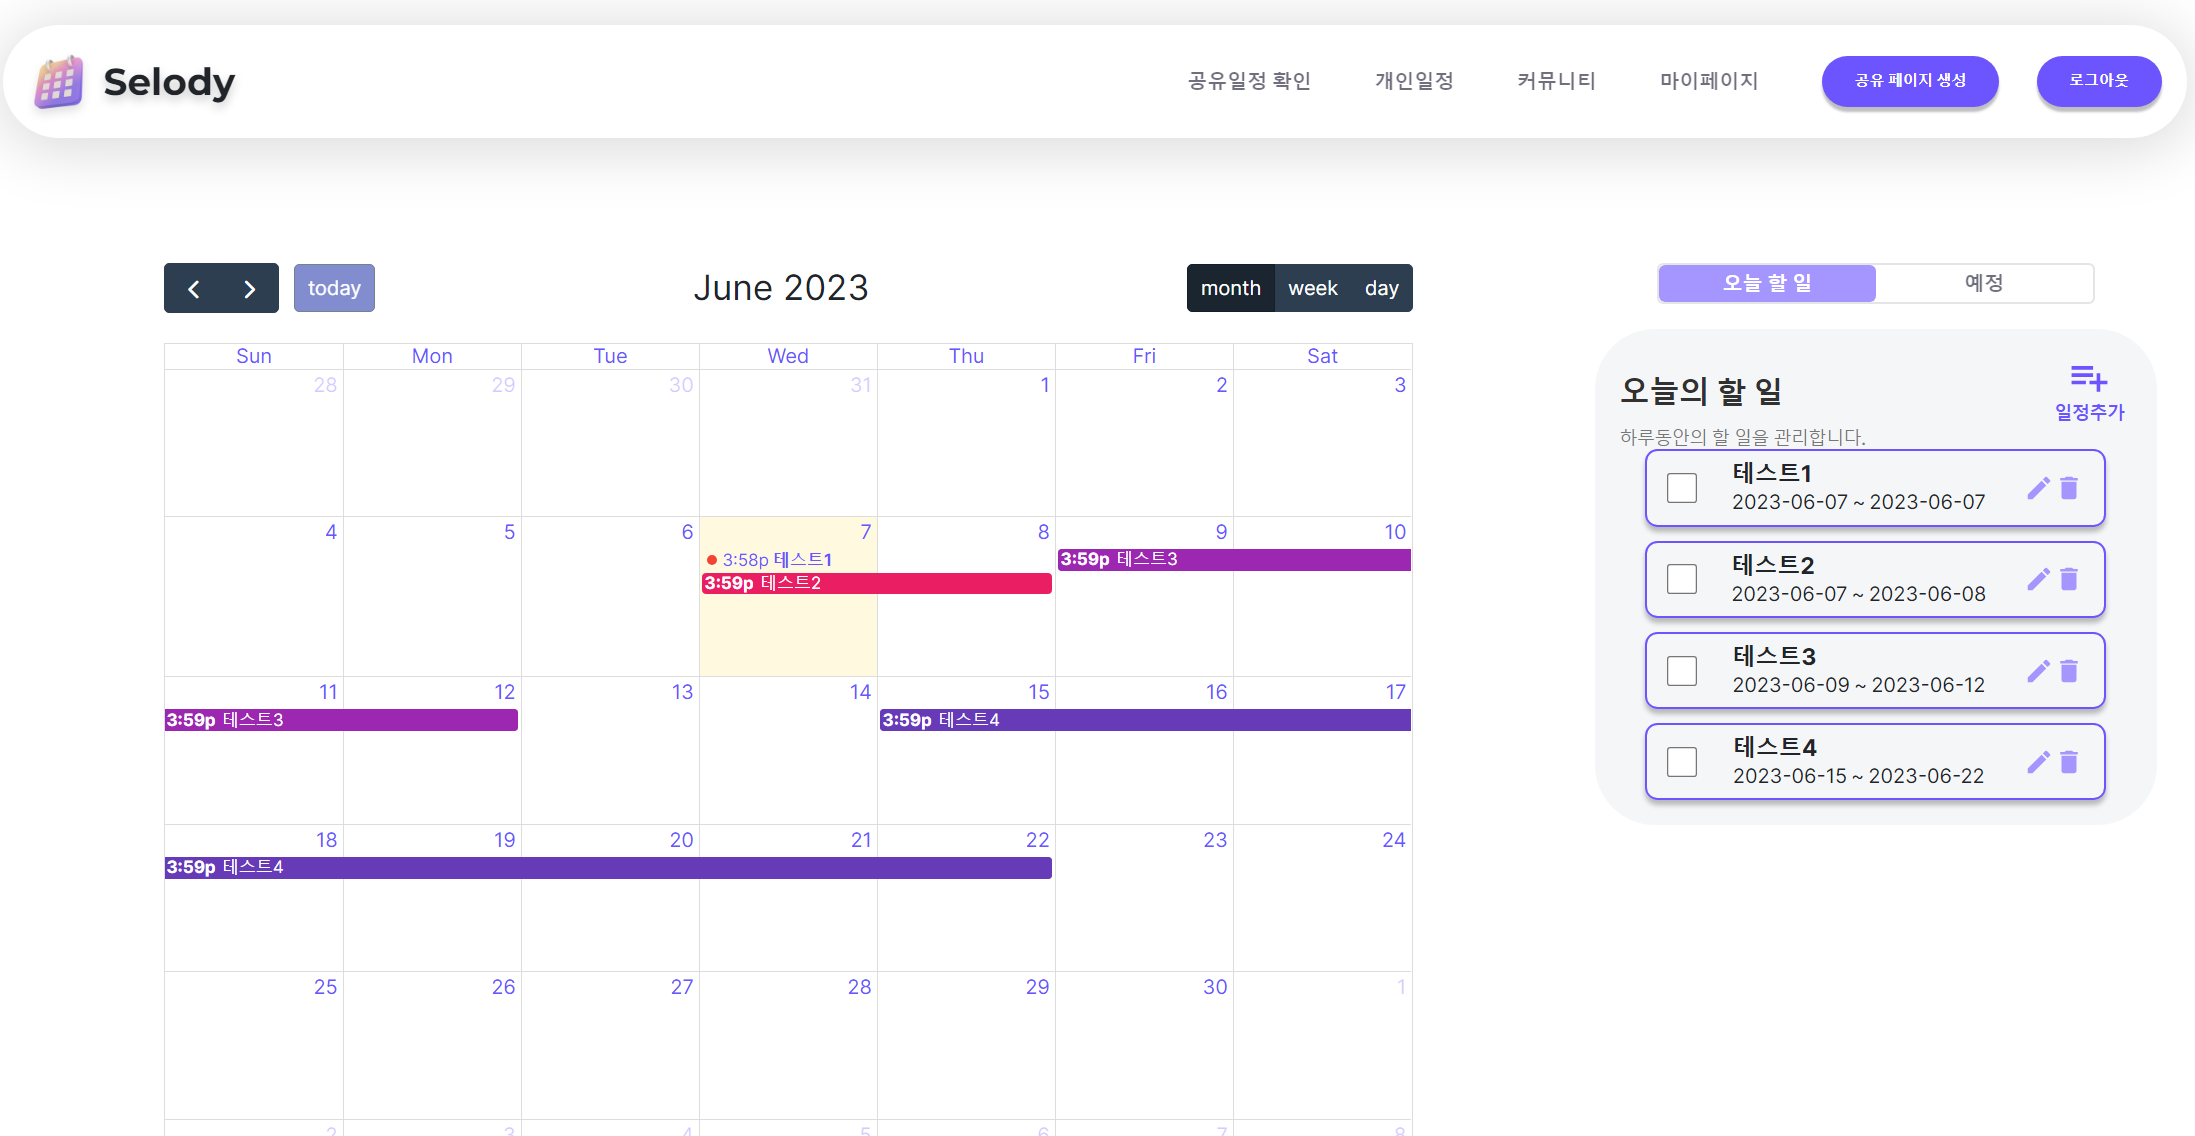 Selody
공유일정 확인 개인일정 커뮤니티 마이페이지 공유 페이지 생성 로그아웃
today June 2023 month week day
Sun Mon Tue Wed Thu Fri Sat
28 29 30 31 1 2 3
4 5 6 7 8 9 10
3:58p 테스트1
3:59p 테스트2
3:59p 테스트3
11 12 13 14 15 16 17
3:59p 테스트3
3:59p 테스트4
18 19 20 21 22 23 24
3:59p 테스트4
25 26 27 28 29 30 1
2 3 4 5 6 7 8
오늘 할 일 예정
오늘의 할 일
일정추가
하루동안의 할 일을 관리합니다.
테스트1
2023-06-07 ~ 2023-06-07
테스트2
2023-06-07 ~ 2023-06-08
테스트3
2023-06-09 ~ 2023-06-12
테스트4
2023-06-15 ~ 2023-06-22